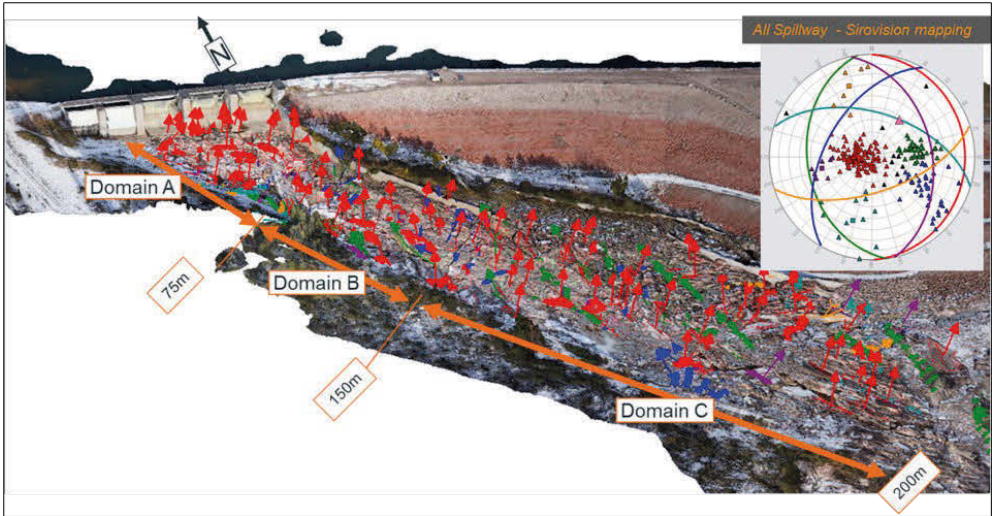 All Spillway - Sirovision mapping
N
Domain A
75m
Domain B
150m
Domain C
200m